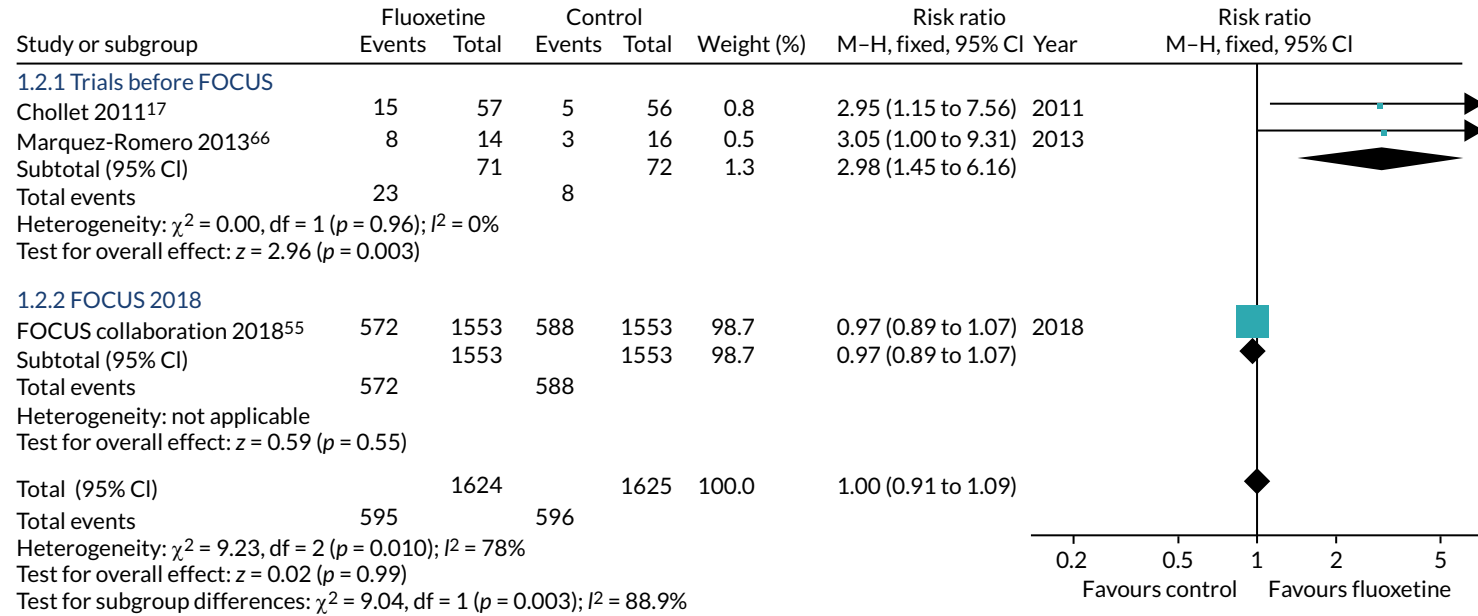 Fluoxetine Control Risk ratio Risk ratio
Study or subgroup Events Total Events Total Weight (%) M–H, fixed, 95% CI Year M–H, fixed, 95% CI
1.2.1 Trials before FOCUS
Chollet 2011¹⁷ 15 57 5 56 0.8 2.95 (1.15 to 7.56) 2011
Marquez-Romero 2013⁶⁶ 8 14 3 16 0.5 3.05 (1.00 to 9.31) 2013
Subtotal (95% CI) 71 72 1.3 2.98 (1.45 to 6.16)
Total events 23 8
Heterogeneity: χ² = 0.00, df = 1 (p = 0.96); I² = 0%
Test for overall effect: z = 2.96 (p = 0.003)
1.2.2 FOCUS 2018
FOCUS collaboration 2018⁵⁵ 572 1553 588 1553 98.7 0.97 (0.89 to 1.07) 2018
Subtotal (95% CI) 1553 1553 98.7 0.97 (0.89 to 1.07)
Total events 572 588
Heterogeneity: not applicable
Test for overall effect: z = 0.59 (p = 0.55)
Total (95% CI) 1624 1625 100.0 1.00 (0.91 to 1.09)
Total events 595 596
Heterogeneity: χ² = 9.23, df = 2 (p = 0.010); I² = 78%
Test for overall effect: z = 0.02 (p = 0.99)
Test for subgroup differences: χ² = 9.04, df = 1 (p = 0.003); I² = 88.9%
0.2 0.5 1 2 5
Favours control Favours fluoxetine